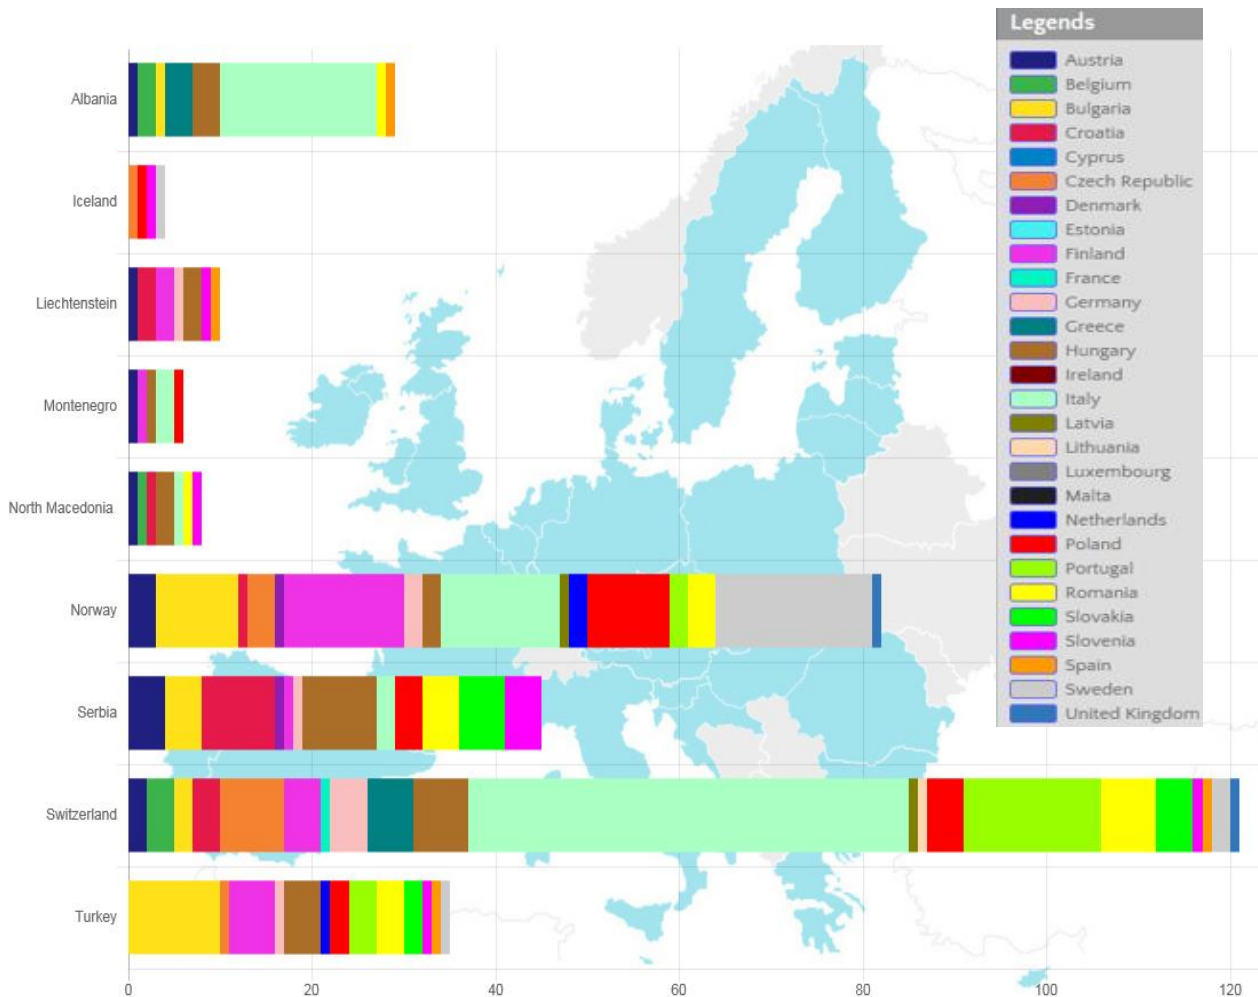 Legends
Austria
Belgium
Bulgaria
Croatia
Cyprus
Czech Republic
Denmark
Estonia
Finland
France
Germany
Greece
Hungary
Ireland
Italy
Latvia
Lithuania
Luxembourg
Malta
Netherlands
Poland
Portugal
Romania
Slovakia
Slovenia
Spain
Sweden
United Kingdom
Albania
Iceland
Liechtenstein
Montenegro
North Macedonia
Norway
Serbia
Switzerland
Turkey
0 20 40 60 80 100 120